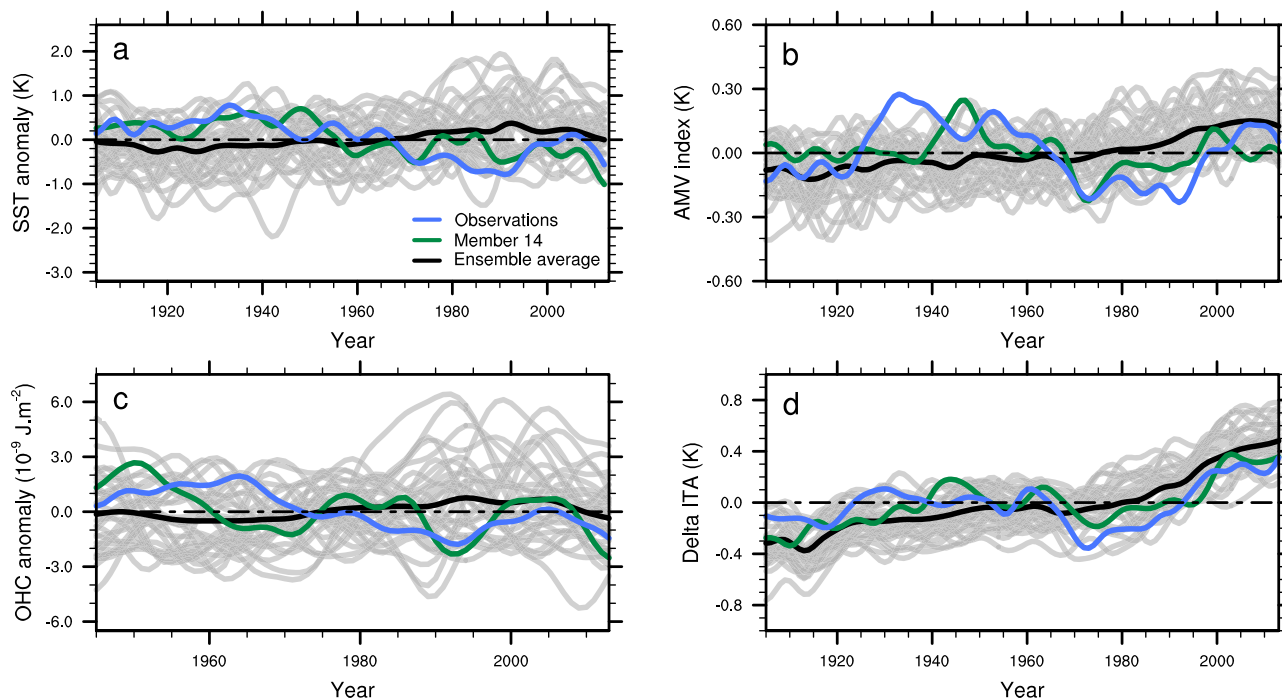 a
SST anomaly (K)
2.0
1.0
0.0
-1.0
-2.0
-3.0
Observations
Member 14
Ensemble average
1920 1940 1960 1980 2000
Year
b
AMV index (K)
0.60
0.30
0.00
-0.30
-0.60
1920 1940 1960 1980 2000
Year
c
OHC anomaly (10⁻⁹ J.m⁻²)
6.0
3.0
0.0
-3.0
-6.0
1960 1980 2000
Year
d
Delta ITA (K)
0.8
0.4
0.0
-0.4
-0.8
1920 1940 1960 1980 2000
Year